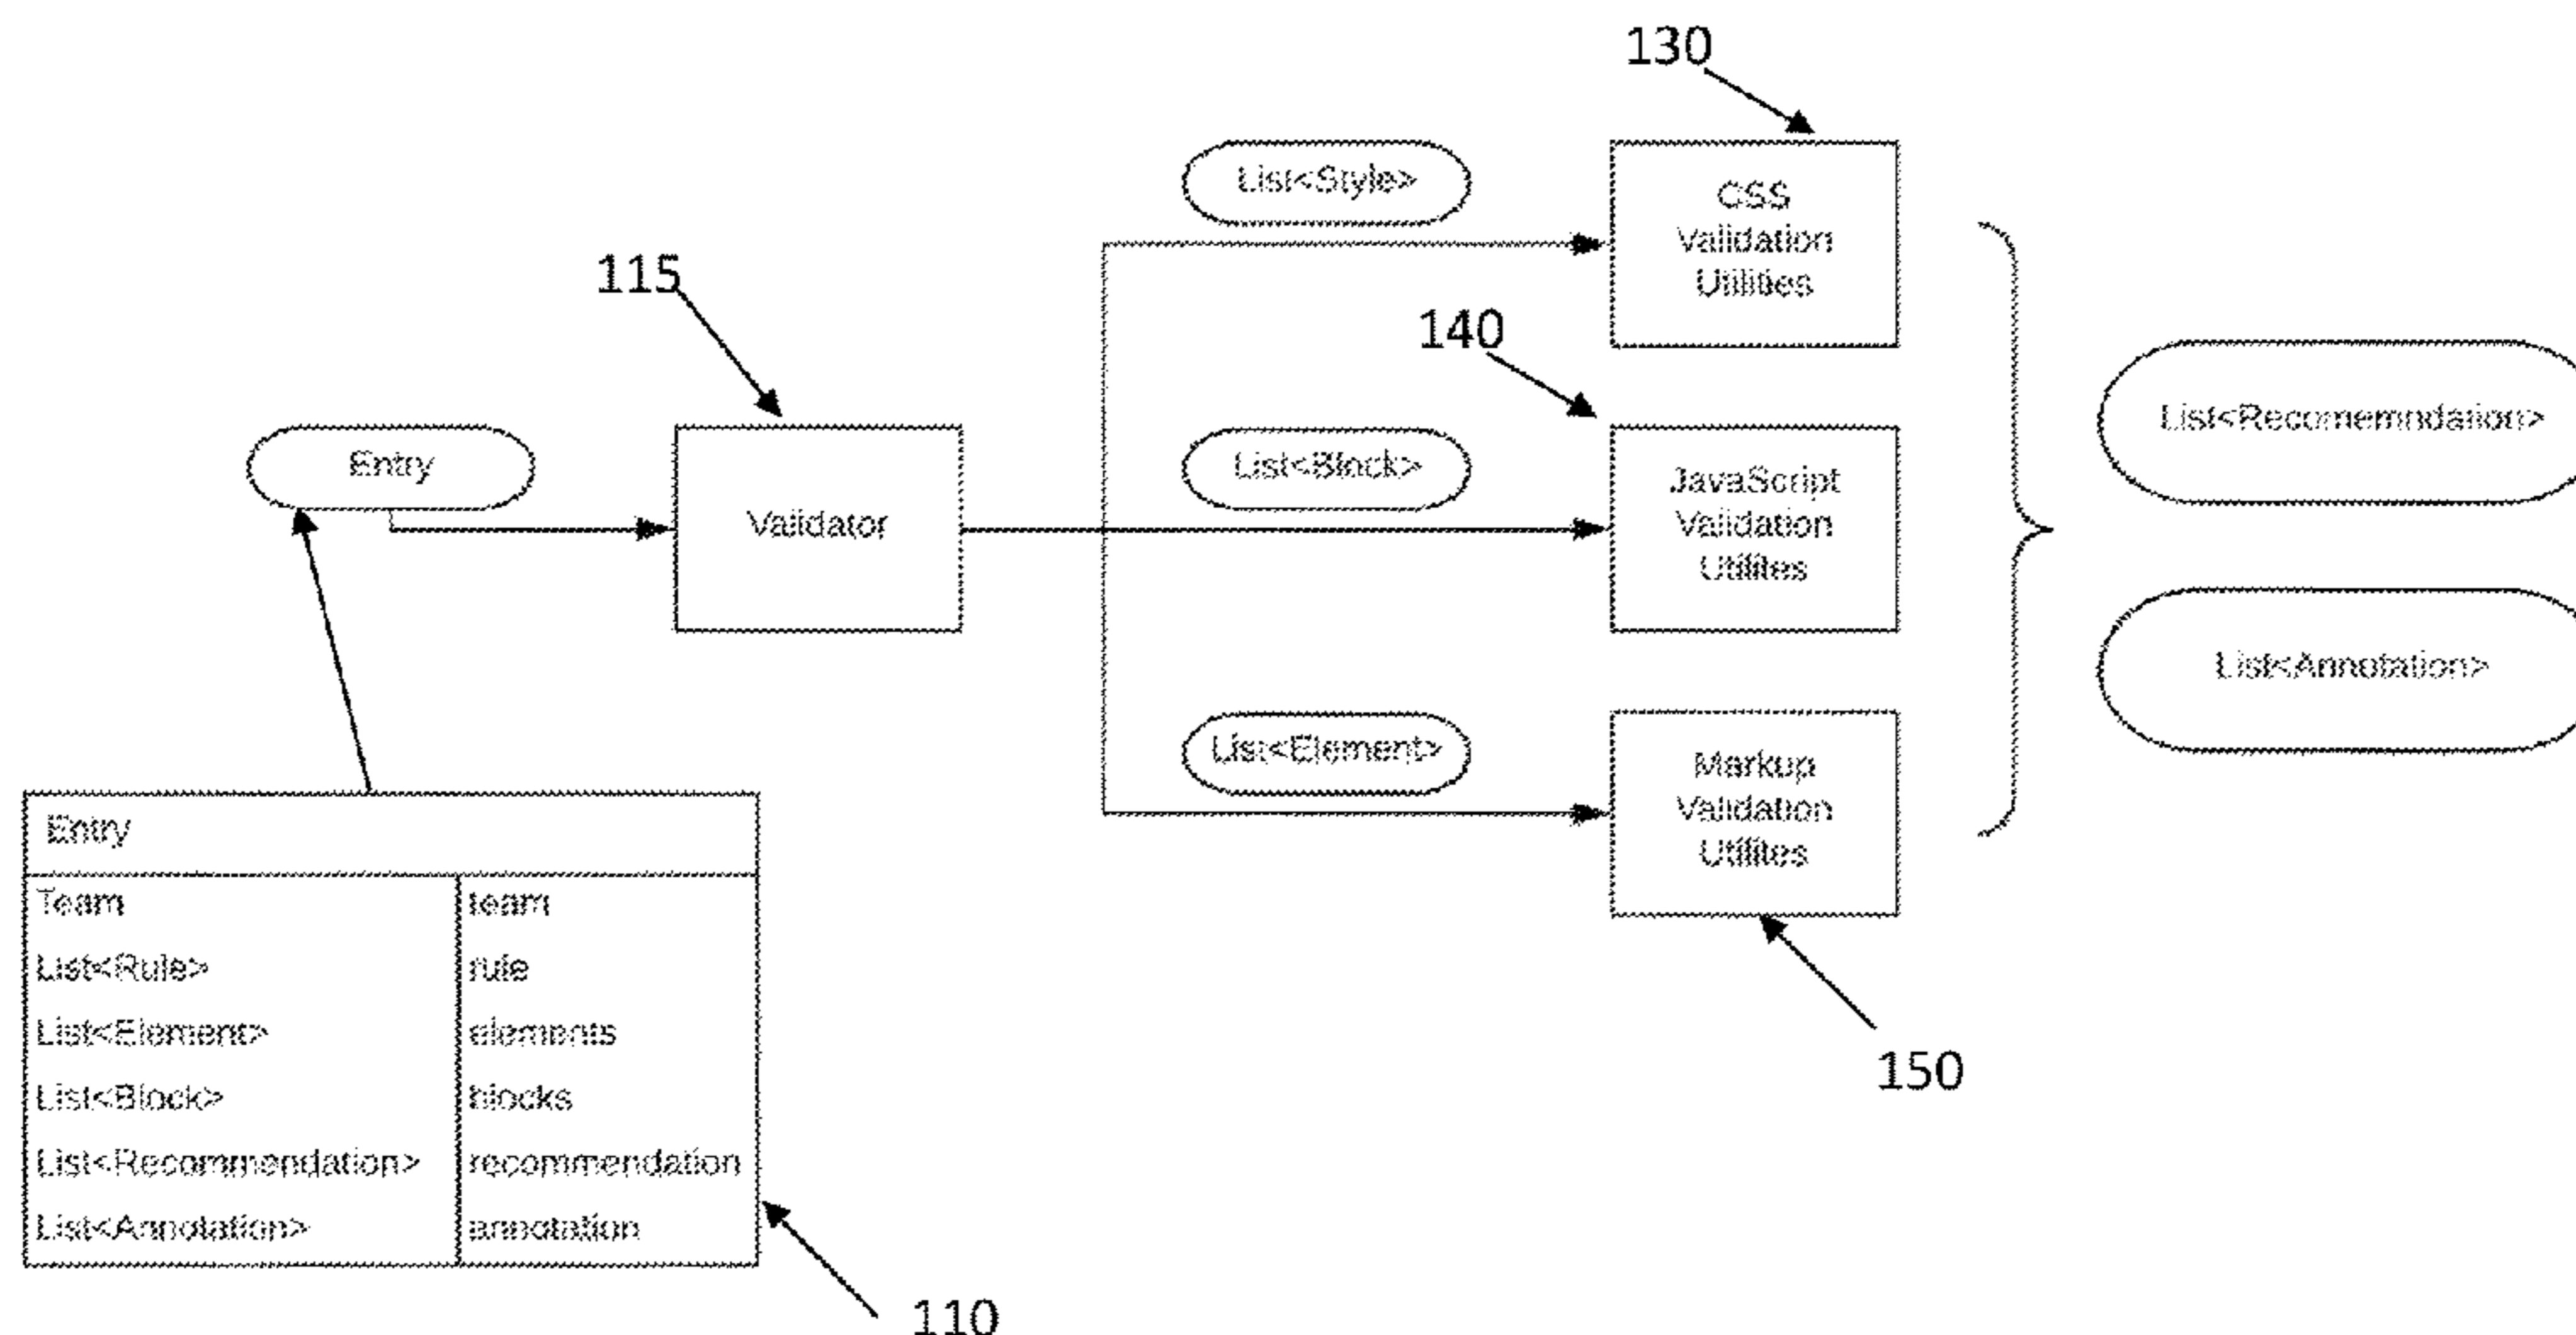 130
List<Style>
CSS
Validation
Utilities
115
140
Entry
Validator
List<Block>
JavaScript
Validation
Utilites
List<Recomemndation>
List<Annotation>
List<Element>
Markup
Validation
Utilites
150
Entry
Team team
List<Rule> rule
List<Element> elements
List<Block> blocks
List<Recommendation> recommendation
List<Annotation> annotation
110